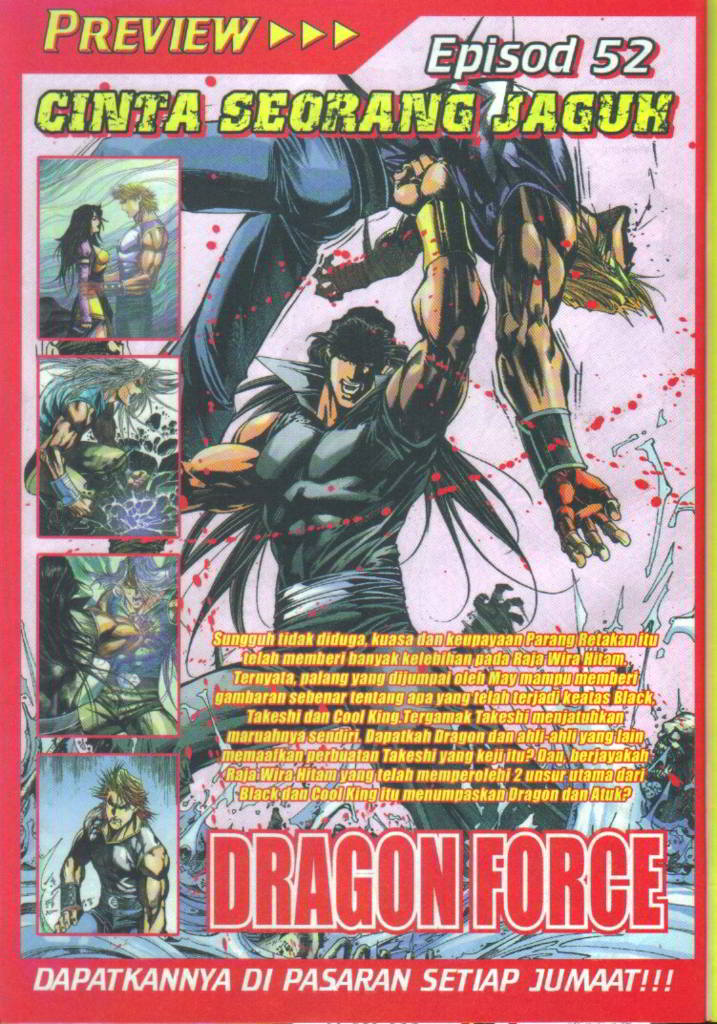 PREVIEW
Episod 52
CINTA SEORANG JAGUH
Sungguh tidak diduga, kuasa dan keupayaan Parang Retakan itu
telah memberi banyak kelebihan pada Raja Wira Hitam.
Ternyata, palang yang dijumpai oleh May mampu memberi
gambaran sebenar tentang apa yang telah terjadi keatas Black,
Takeshi dan Cool King.Tergamak Takeshi menjatuhkan
maruahnya sendiri. Dapatkah Dragon dan ahli-ahli yang lain
memaafkan perbuatan Takeshi yang keji itu? Dan berjayakah
Raja Wira Hitam yang telah memperolehi 2 unsur utama dari
Black dan Cool King itu menumpaskan Dragon dan Atuk?
DRAGON FORCE
DAPATKANNYA DI PASARAN SETIAP JUMAAT!!!